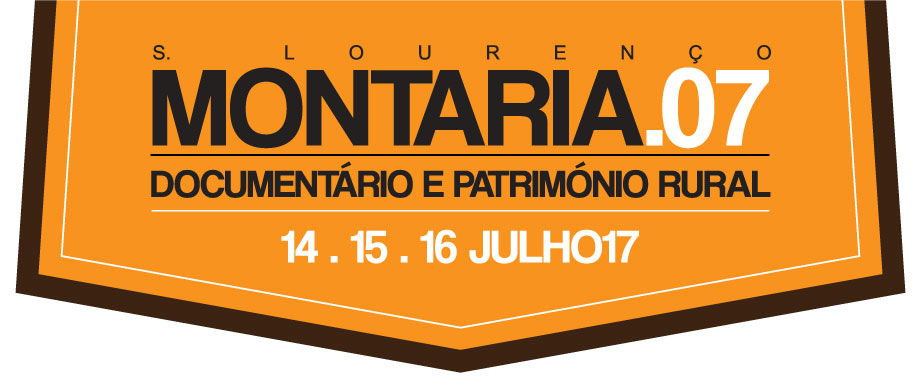 S. LOURENÇO
MONTARIA.07
DOCUMENTÁRIO E PATRIMÓNIO RURAL
14 . 15 . 16 JULHO17